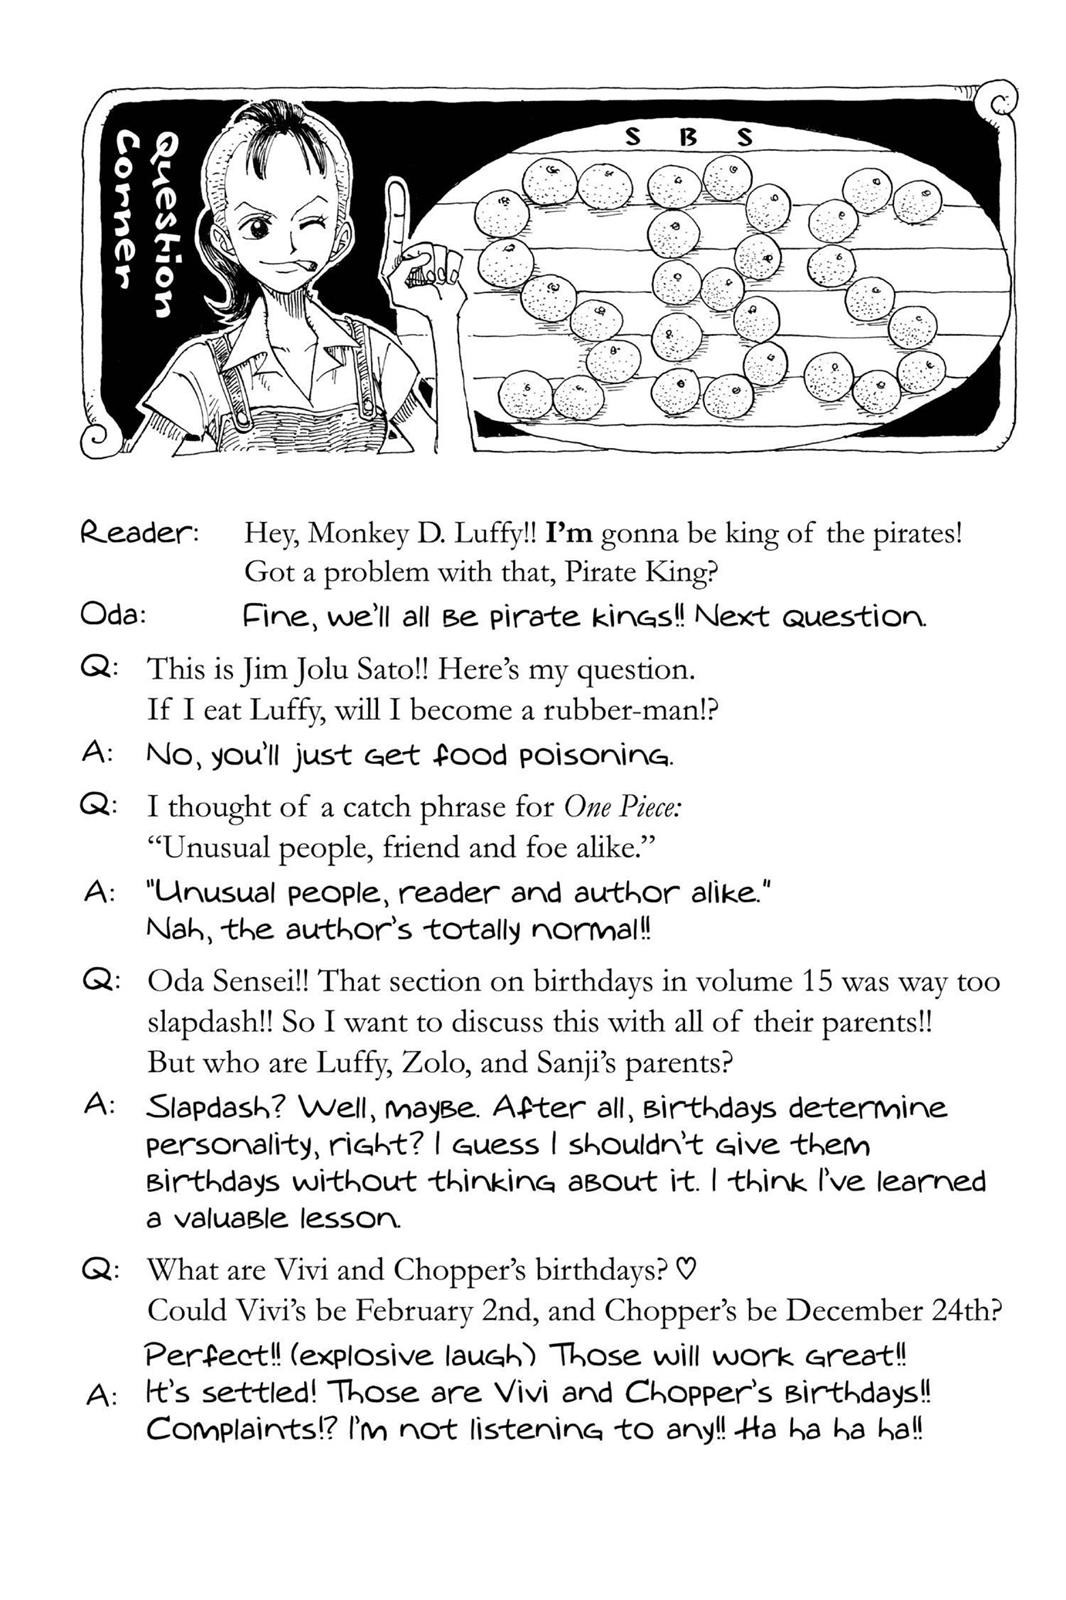 Question
Corner
S B S
SBS
Reader: Hey, Monkey D. Luffy!! I'm gonna be king of the pirates!
Got a problem with that, Pirate King?
Oda: Fine, we'll all be pirate kings!! Next question.
Q: This is Jim Jolu Sato!! Here's my question.
If I eat Luffy, will I become a rubber-man!?
A: No, you'll just get food poisoning.
Q: I thought of a catch phrase for One Piece:
“Unusual people, friend and foe alike.”
A: "Unusual people, reader and author alike."
Nah, the author's totally normal!!
Q: Oda Sensei!! That section on birthdays in volume 15 was way too
slapdash!! So I want to discuss this with all of their parents!!
But who are Luffy, Zolo, and Sanji's parents?
A: Slapdash? Well, maybe. After all, birthdays determine
personality, right? I guess I shouldn't give them
birthdays without thinking about it. I think I've learned
a valuable lesson.
Q: What are Vivi and Chopper's birthdays? ♡
Could Vivi's be February 2nd, and Chopper's be December 24th?
Perfect!! (explosive laugh) Those will work great!!
A: It's settled! Those are Vivi and Chopper's birthdays!!
Complaints!? I'm not listening to any!! Ha ha ha ha!!